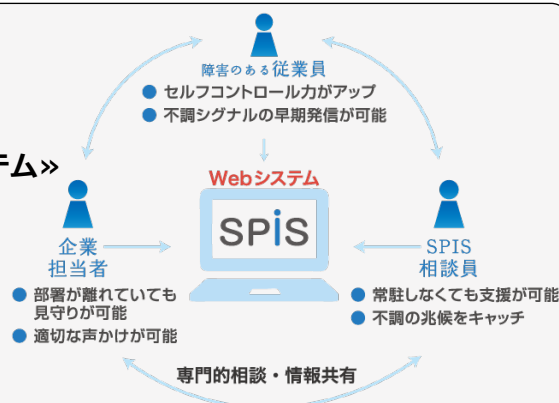 障害のある従業員
● セルフコントロール力がアップ
● 不調シグナルの早期発信が可能
テム»
Webシステム
SPiS
企業
担当者
● 部署が離れていても
見守りが可能
● 適切な声かけが可能
SPIS
相談員
● 常駐しなくても支援が可能
● 不調の兆候をキャッチ
専門的相談・情報共有